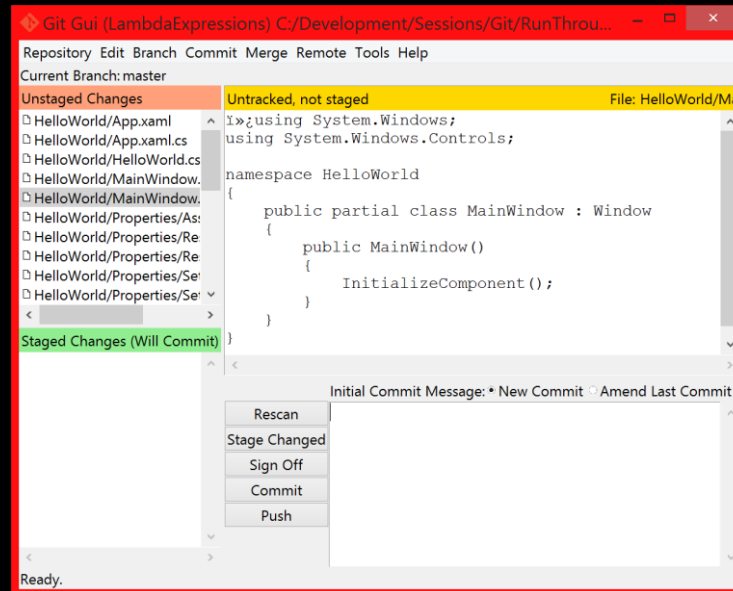 Git Gui (LambdaExpressions) C:/Development/Sessions/Git/RunThrou...
Repository Edit Branch Commit Merge Remote Tools Help
Current Branch: master
Unstaged Changes
HelloWorld/App.xaml
HelloWorld/App.xaml.cs
HelloWorld/HelloWorld.cs
HelloWorld/MainWindow.
HelloWorld/MainWindow.
HelloWorld/Properties/As
HelloWorld/Properties/Re
HelloWorld/Properties/Re
HelloWorld/Properties/Set
HelloWorld/Properties/Set
Staged Changes (Will Commit)
Untracked, not staged File: HelloWorld/Ma
ï»¿using System.Windows;
using System.Windows.Controls;
namespace HelloWorld
{
    public partial class MainWindow : Window
    {
        public MainWindow()
        {
            InitializeComponent();
        }
    }
}
Initial Commit Message: New Commit Amend Last Commit
Rescan
Stage Changed
Sign Off
Commit
Push
Ready.